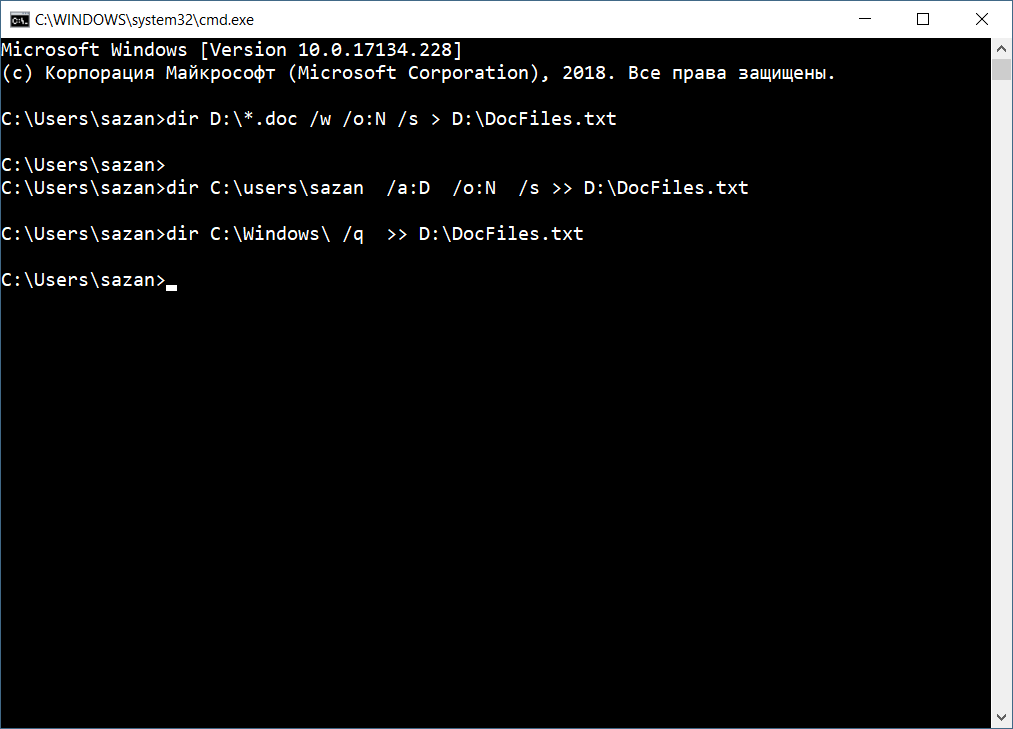 C:\WINDOWS\system32\cmd.exe
Microsoft Windows [Version 10.0.17134.228]
(c) Корпорация Майкрософт (Microsoft Corporation), 2018. Все права защищены.
C:\Users\sazan>dir D:\*.doc /w /o:N /s > D:\DocFiles.txt
C:\Users\sazan>
C:\Users\sazan>dir C:\users\sazan  /a:D  /o:N  /s >> D:\DocFiles.txt
C:\Users\sazan>dir C:\Windows\ /q  >> D:\DocFiles.txt
C:\Users\sazan>